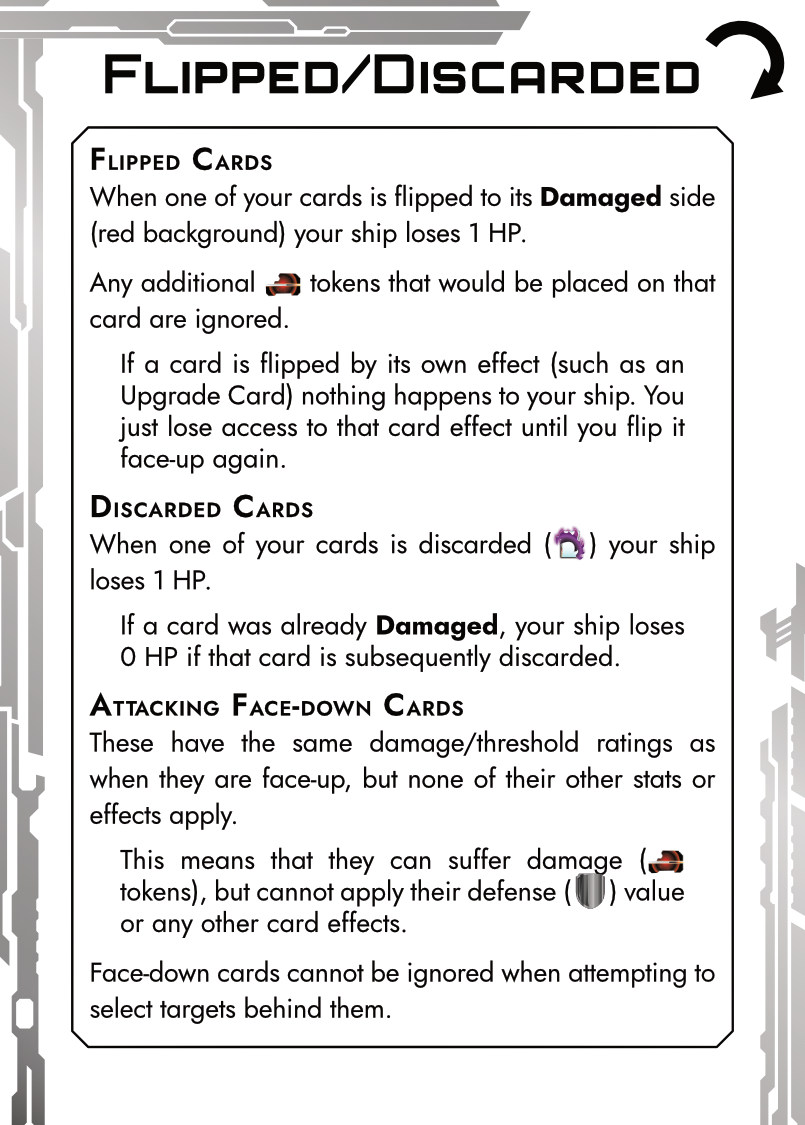 FLIPPED/DISCARDED
FLIPPED CARDS
When one of your cards is flipped to its Damaged side
(red background) your ship loses 1 HP.
Any additional tokens that would be placed on that
card are ignored.
If a card is flipped by its own effect (such as an
Upgrade Card) nothing happens to your ship. You
just lose access to that card effect until you flip it
face-up again.
DISCARDED CARDS
When one of your cards is discarded ( ) your ship
loses 1 HP.
If a card was already Damaged, your ship loses
0 HP if that card is subsequently discarded.
ATTACKING FACE-DOWN CARDS
These have the same damage/threshold ratings as
when they are face-up, but none of their other stats or
effects apply.
This means that they can suffer damage (
tokens), but cannot apply their defense ( ) value
or any other card effects.
Face-down cards cannot be ignored when attempting to
select targets behind them.